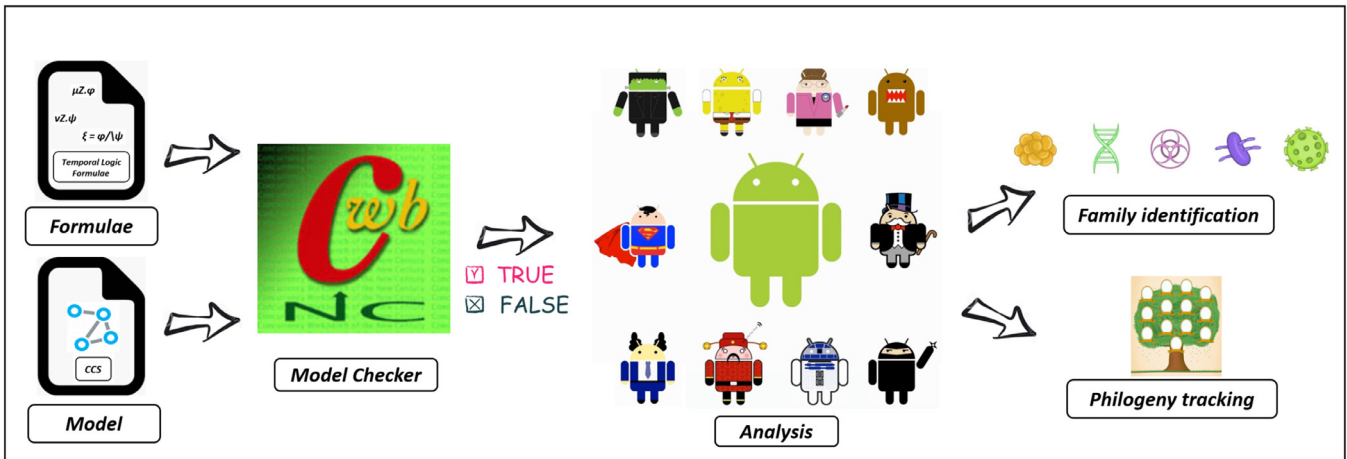 μZ.φ
νZ.ψ
ξ = φ/\ψ
Temporal Logic
Formulae
Formulae
CCS
Model
Cwb
NC
Model Checker
Y TRUE
X FALSE
Analysis
Family identification
Philogeny tracking